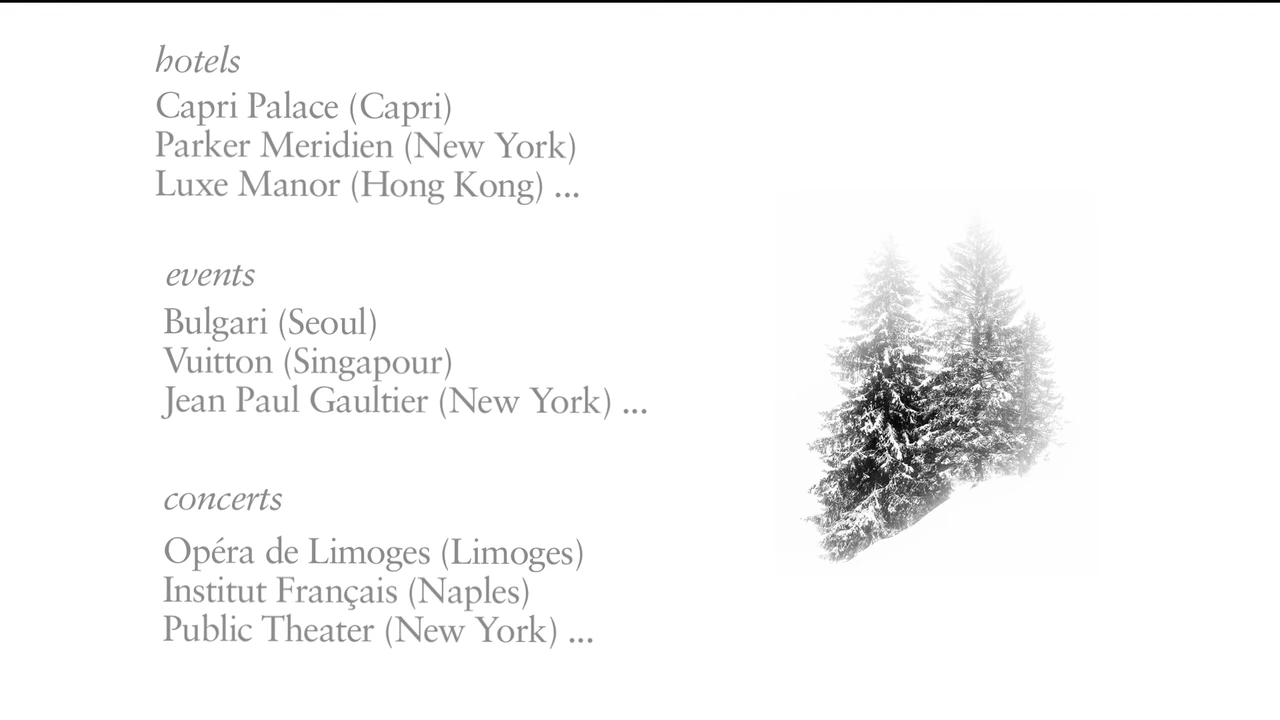 hotels
Capri Palace (Capri)
Parker Meridien (New York)
Luxe Manor (Hong Kong) ...
events
Bulgari (Seoul)
Vuitton (Singapour)
Jean Paul Gaultier (New York) ...
concerts
Opéra de Limoges (Limoges)
Institut Français (Naples)
Public Theater (New York) ...